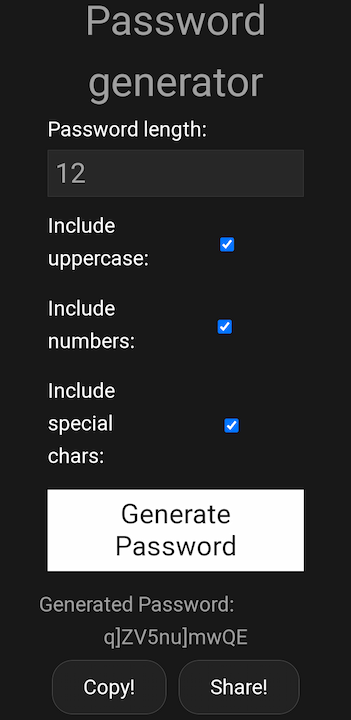 Password
generator
Password length:
12
Include
uppercase:
Include
numbers:
Include
special
chars:
Generate
Password
Generated Password:
q]ZV5nu]mwQE
Copy!
Share!